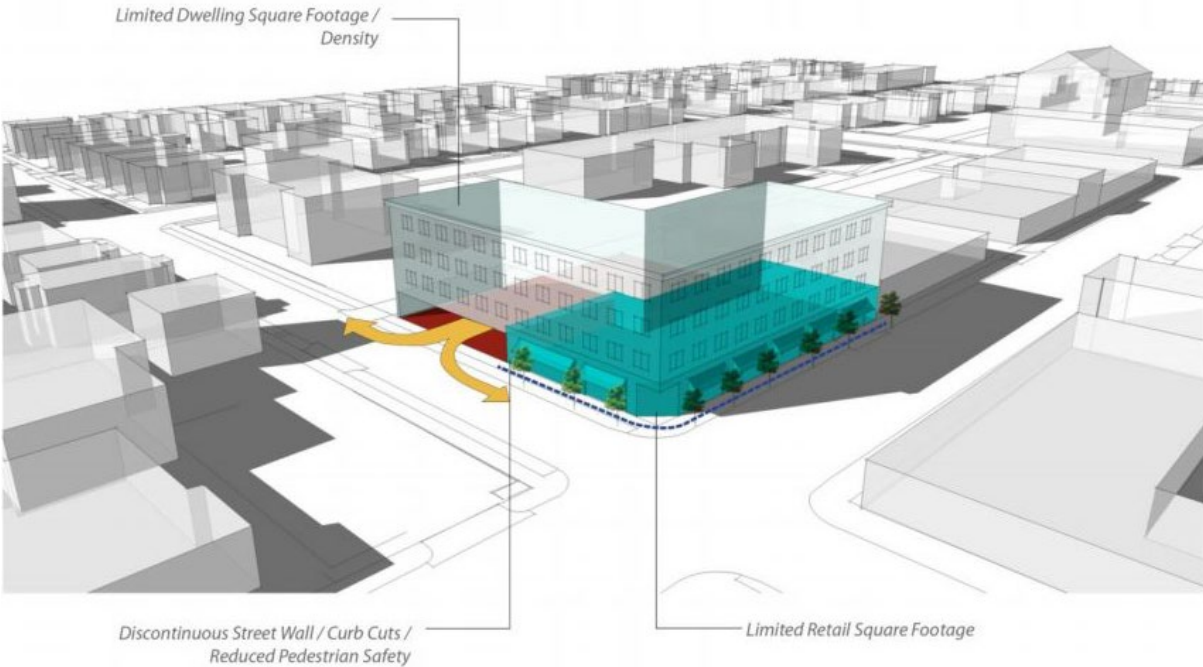 Limited Dwelling Square Footage /
Density
Discontinuous Street Wall / Curb Cuts /
Reduced Pedestrian Safety
Limited Retail Square Footage